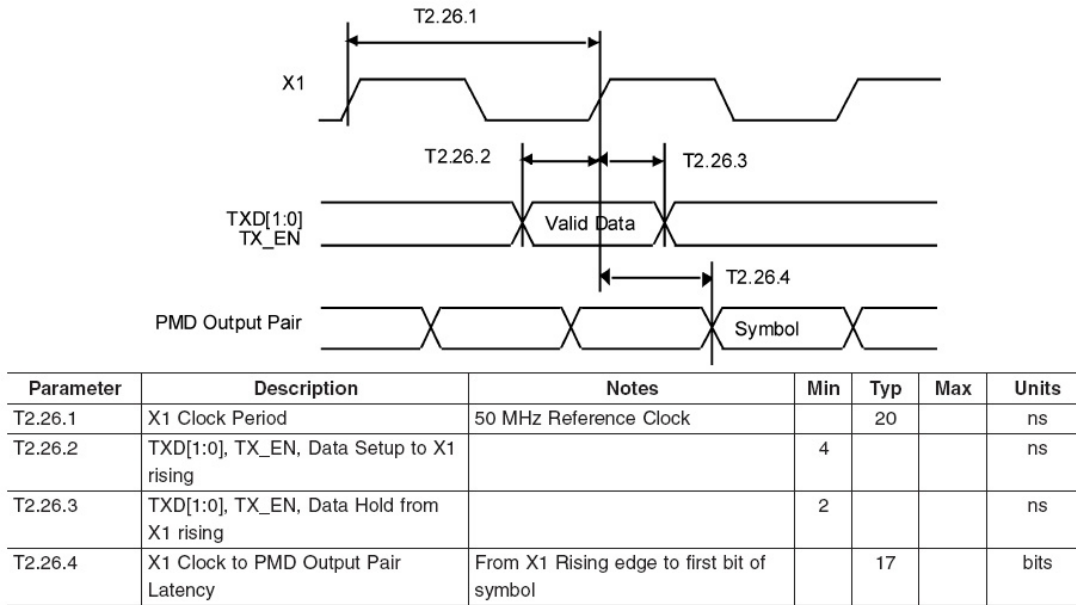 T2.26.1
X1
T2.26.2
T2.26.3
TXD[1:0]
TX_EN
Valid Data
T2.26.4
PMD Output Pair
Symbol
Parameter Description Notes Min Typ Max Units
T2.26.1 X1 Clock Period 50 MHz Reference Clock 20 ns
T2.26.2 TXD[1:0], TX_EN, Data Setup to X1 4 ns
rising
T2.26.3 TXD[1:0], TX_EN, Data Hold from 2 ns
X1 rising
T2.26.4 X1 Clock to PMD Output Pair From X1 Rising edge to first bit of 17 bits
Latency symbol